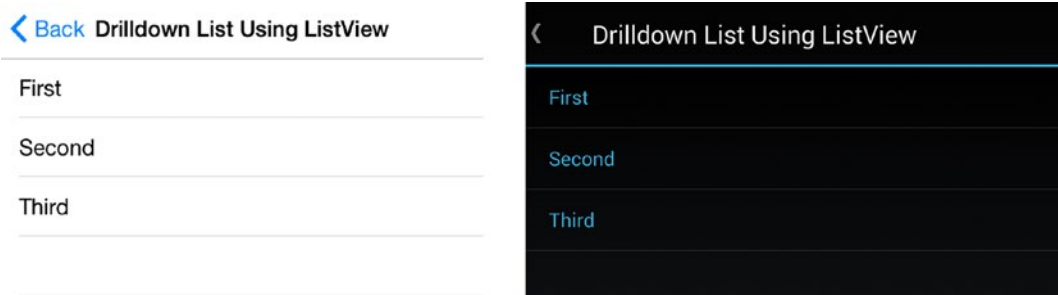 Back Drilldown List Using ListView
First
Second
Third
Drilldown List Using ListView
First
Second
Third